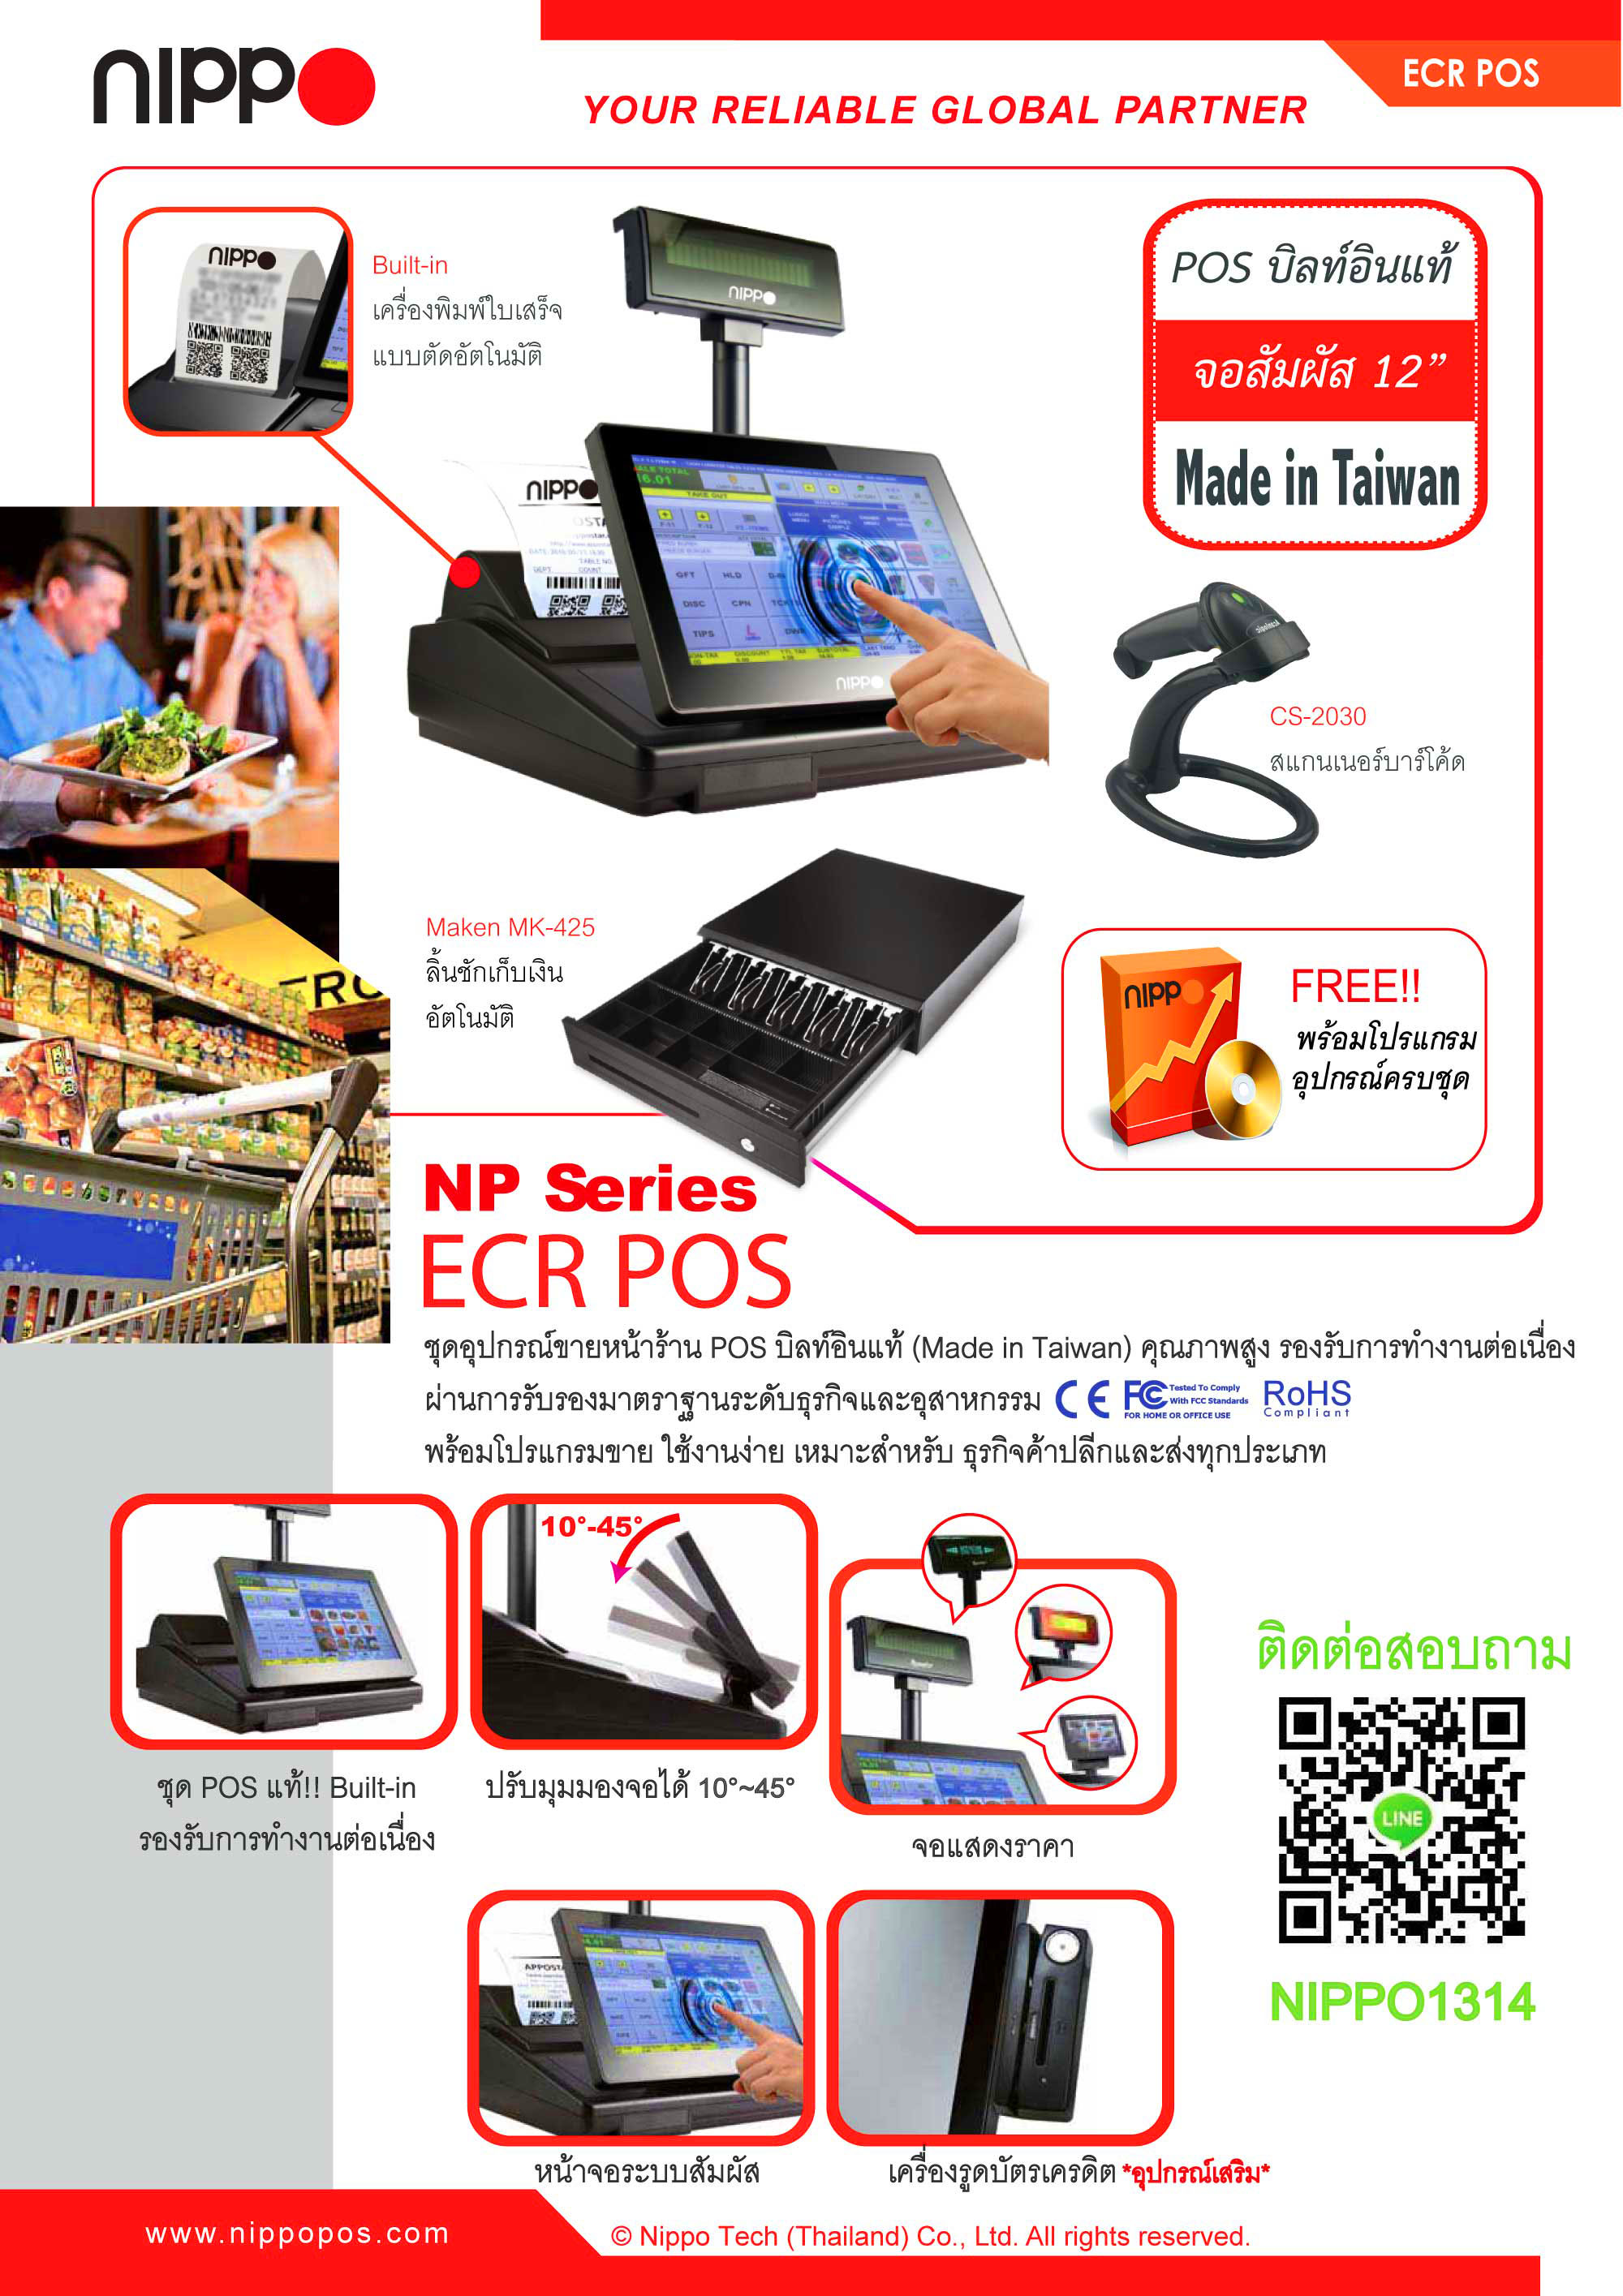 nippo
ECR POS
YOUR RELIABLE GLOBAL PARTNER
nippo
Built-in
เครื่องพิมพ์ใบเสร็จ
แบบตัดอัตโนมัติ
nippo
POS บิลท์อินแท้
จอสัมผัส 12”
Made in Taiwan
nippo
TAKE OUT
GFT HLD
DISC CPN
TIPS
nippo
CS-2030
สแกนเนอร์บาร์โค้ด
Maken MK-425
ลิ้นชักเก็บเงิน
อัตโนมัติ
nippo
FREE!!
พร้อมโปรแกรม
อุปกรณ์ครบชุด
NP Series
ECR POS
ชุดอุปกรณ์ขายหน้าร้าน POS บิลท์อินแท้ (Made in Taiwan) คุณภาพสูง รองรับการทำงานต่อเนื่อง
ผ่านการรับรองมาตราฐานระดับธุรกิจและอุสาหกรรม CE FC Tested To Comply With FCC Standards FOR HOME OR OFFICE USE RoHS Compliant
พร้อมโปรแกรมขาย ใช้งานง่าย เหมาะสำหรับ ธุรกิจค้าปลีกและส่งทุกประเภท
10°-45°
ชุด POS แท้!! Built-in
รองรับการทำงานต่อเนื่อง
ปรับมุมมองจอได้ 10°~45°
จอแสดงราคา
ติดต่อสอบถาม
LINE
NIPPO1314
หน้าจอระบบสัมผัส
เครื่องรูดบัตรเครดิต *อุปกรณ์เสริม*
www.nippopos.com
© Nippo Tech (Thailand) Co., Ltd. All rights reserved.